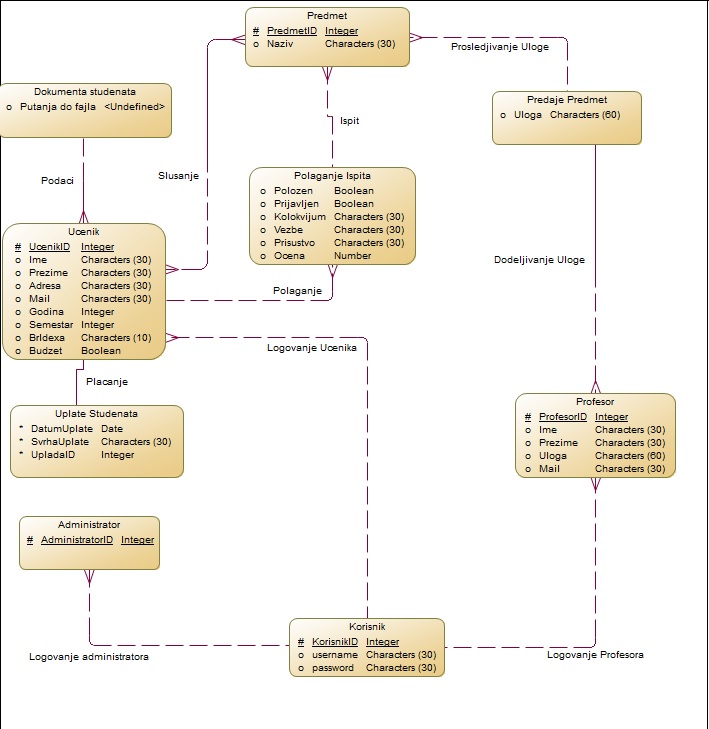 Predmet
# PredmetID Integer
o Naziv Characters (30)
Prosledjivanje Uloge
Dokumenta studenata
o Putanja do fajla <Undefined>
Predaje Predmet
o Uloga Characters (60)
Ispit
Podaci
Slusanje
Polaganje Ispita
o Polozen Boolean
o Prijavljen Boolean
o Kolokvijum Characters (30)
o Vezbe Characters (30)
o Prisustvo Characters (30)
o Ocena Number
Ucenik
# UcenikID Integer
o Ime Characters (30)
o Prezime Characters (30)
o Adresa Characters (30)
o Mail Characters (30)
o Godina Integer
o Semestar Integer
o BrIdexa Characters (10)
o Budzet Boolean
Dodeljivanje Uloge
Polaganje
Logovanje Ucenika
Placanje
Uplate Studenata
* DatumUplate Date
* SvrhaUplate Characters (30)
* UpladaID Integer
Profesor
# ProfesorID Integer
o Ime Characters (30)
o Prezime Characters (30)
o Uloga Characters (60)
o Mail Characters (30)
Administrator
# AdministratorID Integer
Korisnik
# KorisnikID Integer
o username Characters (30)
o password Characters (30)
Logovanje administratora
Logovanje Profesora